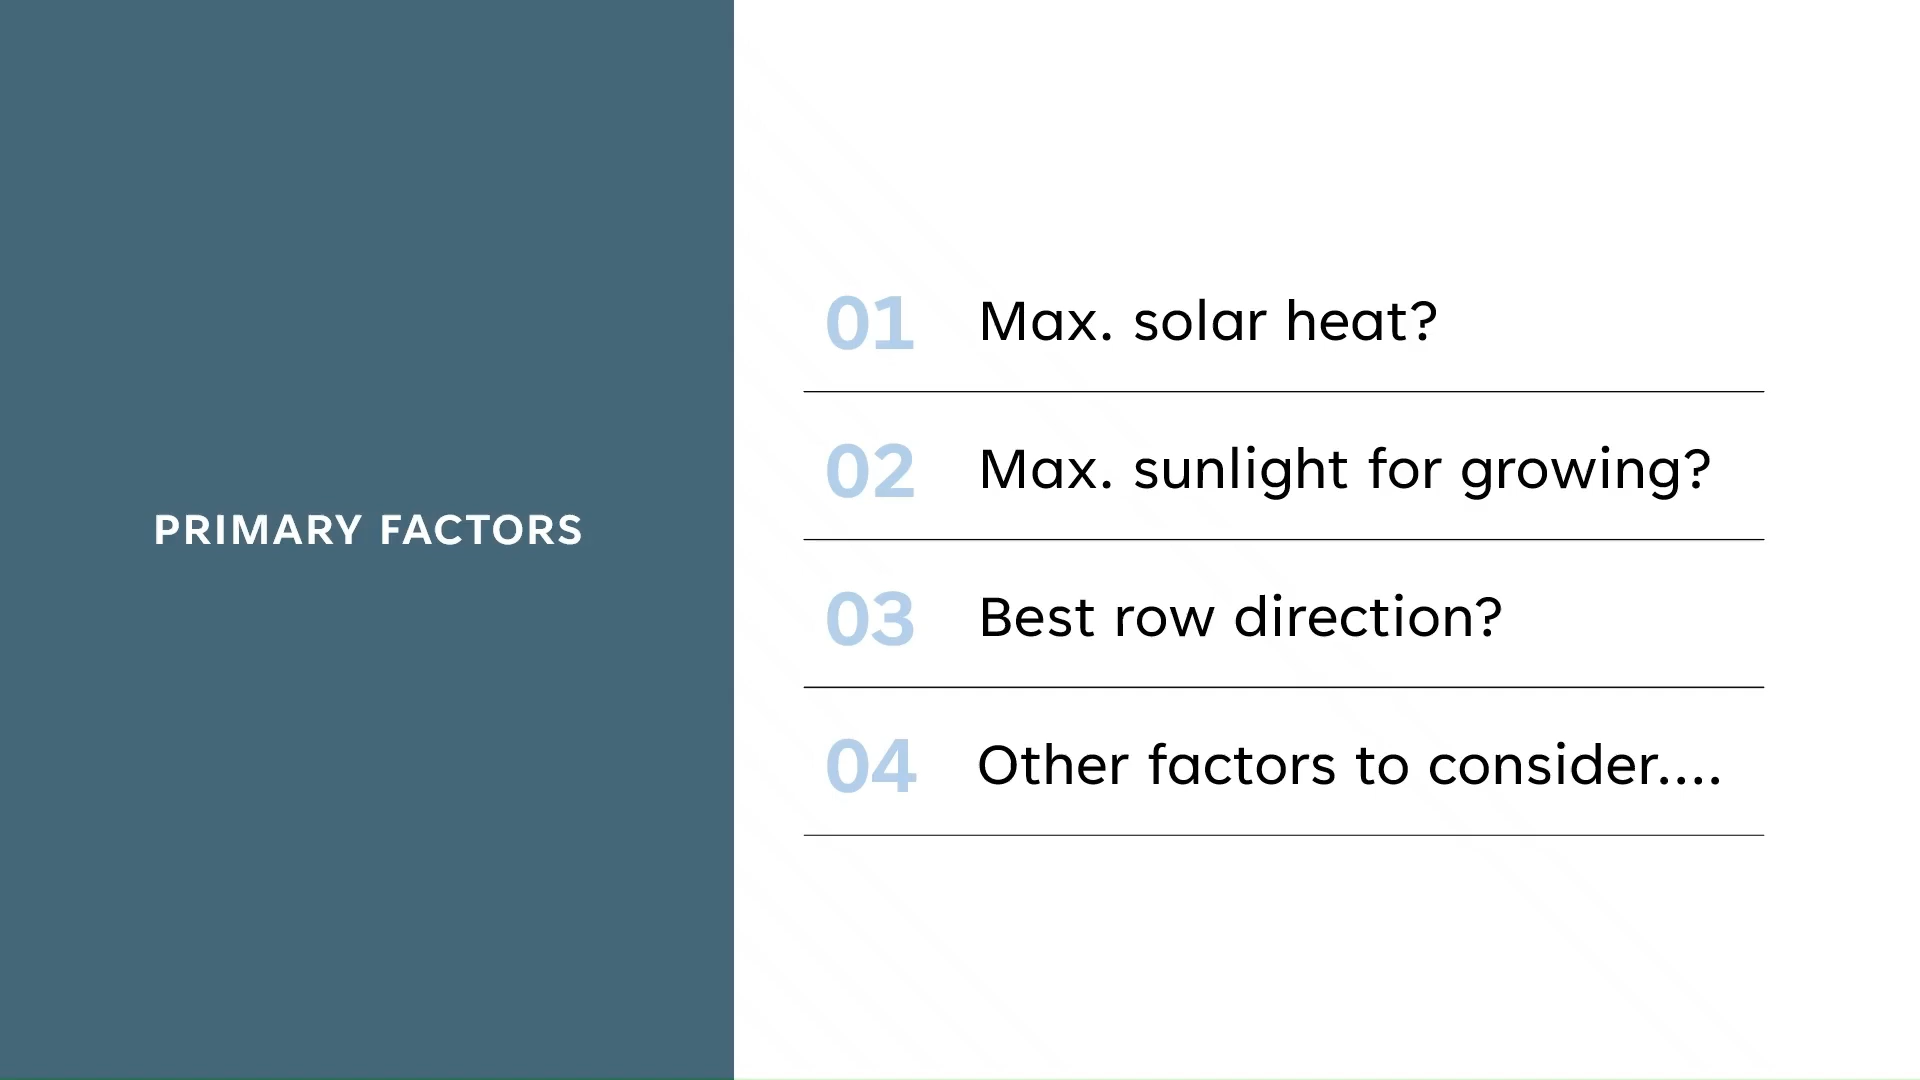 PRIMARY FACTORS
01 Max. solar heat?
02 Max. sunlight for growing?
03 Best row direction?
04 Other factors to consider....